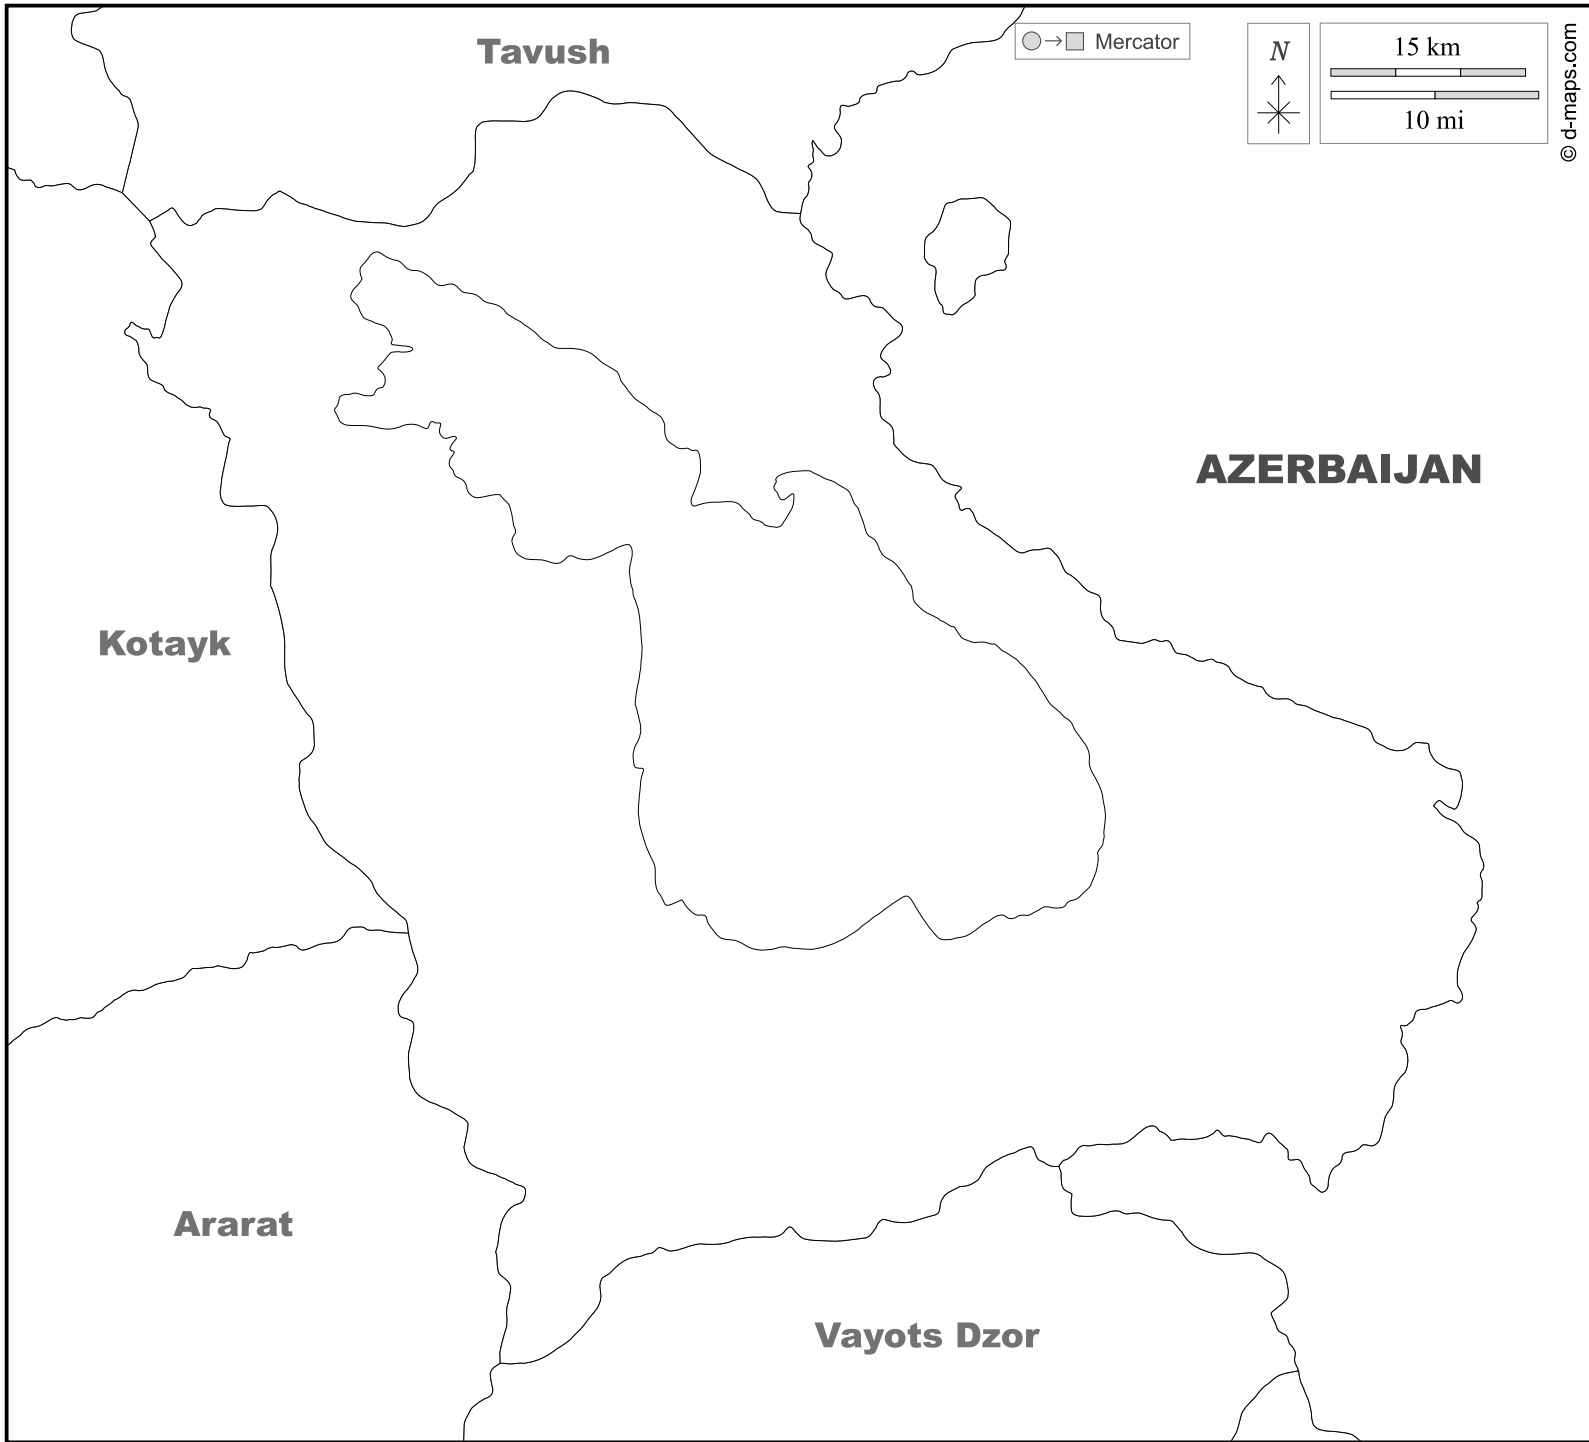 Tavush
Mercator
N
15 km
10 mi
© d-maps.com
AZERBAIJAN
Kotayk
Ararat
Vayots Dzor